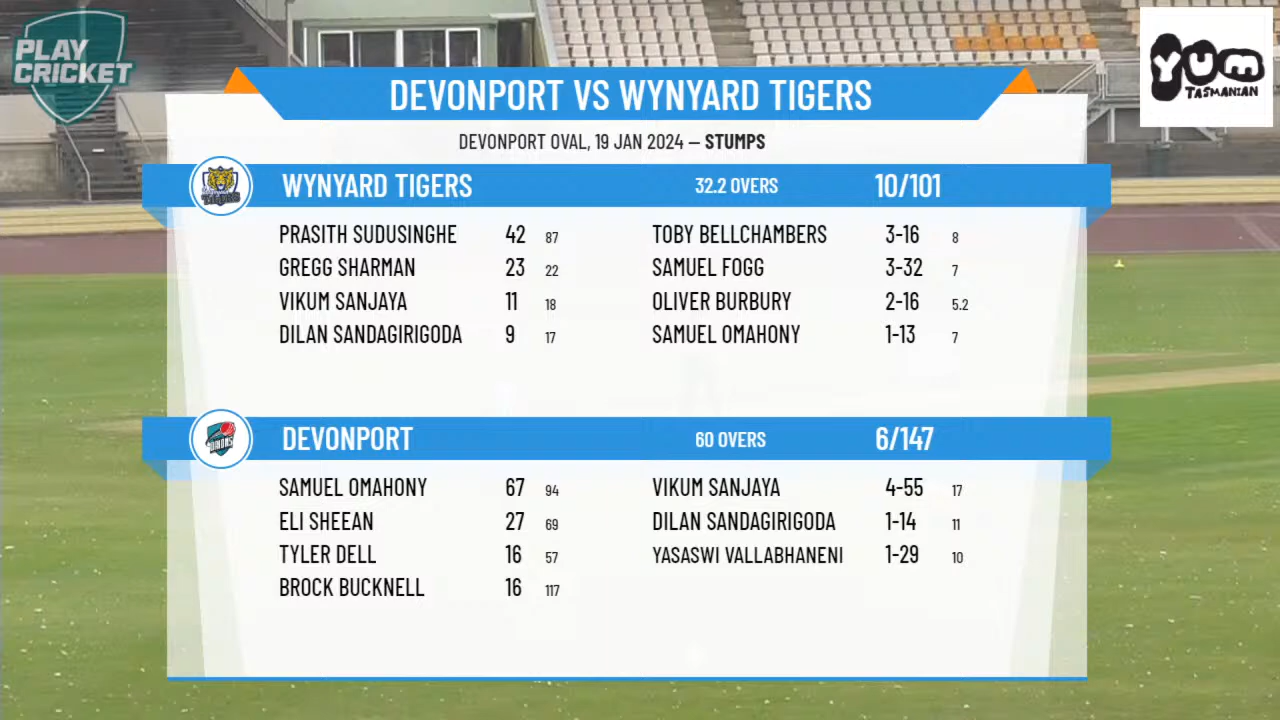 PLAY
CRICKET
YUM
TASMANIAN
DEVONPORT VS WYNYARD TIGERS
DEVONPORT OVAL, 19 JAN 2024 – STUMPS
WYNYARD TIGERS 32.2 OVERS 10/101
PRASITH SUDUSINGHE 42 87 TOBY BELLCHAMBERS 3-16 8
GREGG SHARMAN 23 22 SAMUEL FOGG 3-32 7
VIKUM SANJAYA 11 18 OLIVER BURBURY 2-16 5.2
DILAN SANDAGIRIGODA 9 17 SAMUEL OMAHONY 1-13 7
DEVONPORT 60 OVERS 6/147
SAMUEL OMAHONY 67 94 VIKUM SANJAYA 4-55 17
ELI SHEEAN 27 69 DILAN SANDAGIRIGODA 1-14 11
TYLER DELL 16 57 YASASWI VALLABHANENI 1-29 10
BROCK BUCKNELL 16 117